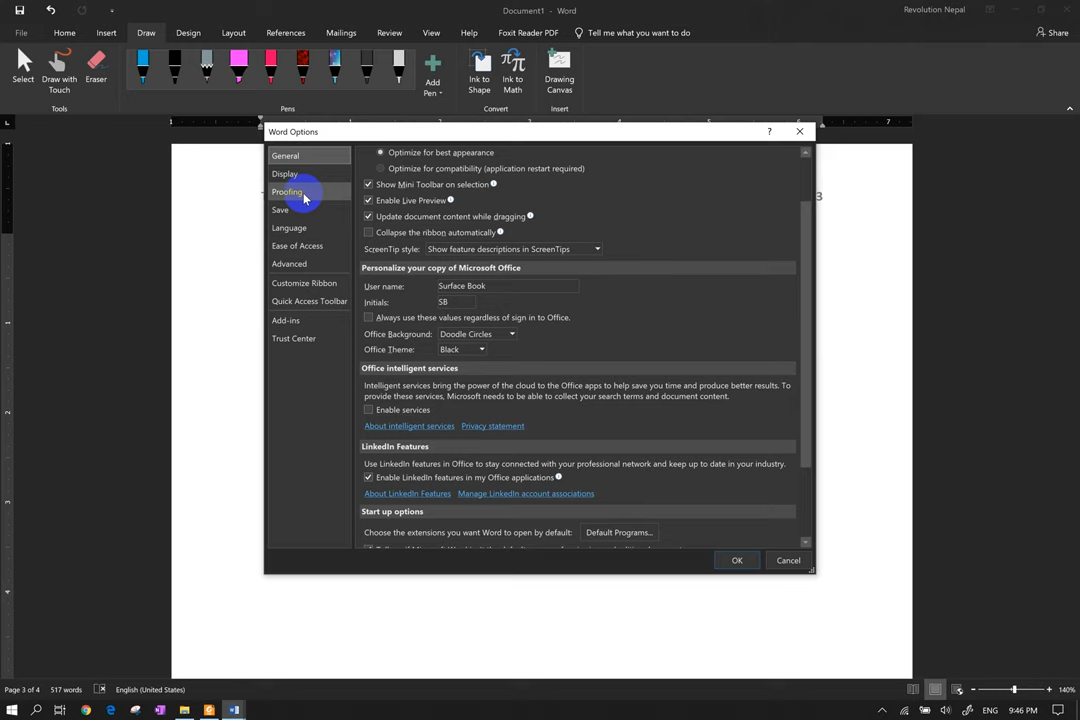 Document1 - Word
Revolution Nepal
File Home Insert Draw Design Layout References Mailings Review View Help Foxit Reader PDF Tell me what you want to do Share
Select Draw with Touch Eraser Add Pen Ink to Shape Ink to Math Drawing Canvas
Tools Pens Convert Insert
Word Options
General
Display
Proofing
Save
Language
Ease of Access
Advanced
Customize Ribbon
Quick Access Toolbar
Add-ins
Trust Center
Optimize for best appearance
Optimize for compatibility (application restart required)
Show Mini Toolbar on selection
Enable Live Preview
Update document content while dragging
Collapse the ribbon automatically
ScreenTip style: Show feature descriptions in ScreenTips
Personalize your copy of Microsoft Office
User name: Surface Book
Initials: SB
Always use these values regardless of sign in to Office.
Office Background: Doodle Circles
Office Theme: Black
Office intelligent services
Intelligent services bring the power of the cloud to the Office apps to help save you time and produce better results. To
provide these services, Microsoft needs to be able to collect your search terms and document content.
Enable services
About intelligent services Privacy statement
LinkedIn Features
Use LinkedIn features in Office to stay connected with your professional network and keep up to date in your industry.
Enable LinkedIn features in my Office applications
About LinkedIn Features Manage LinkedIn account associations
Start up options
Choose the extensions you want Word to open by default: Default Programs...
OK Cancel
Page 3 of 4 517 words English (United States) 140%
ENG 9:46 PM